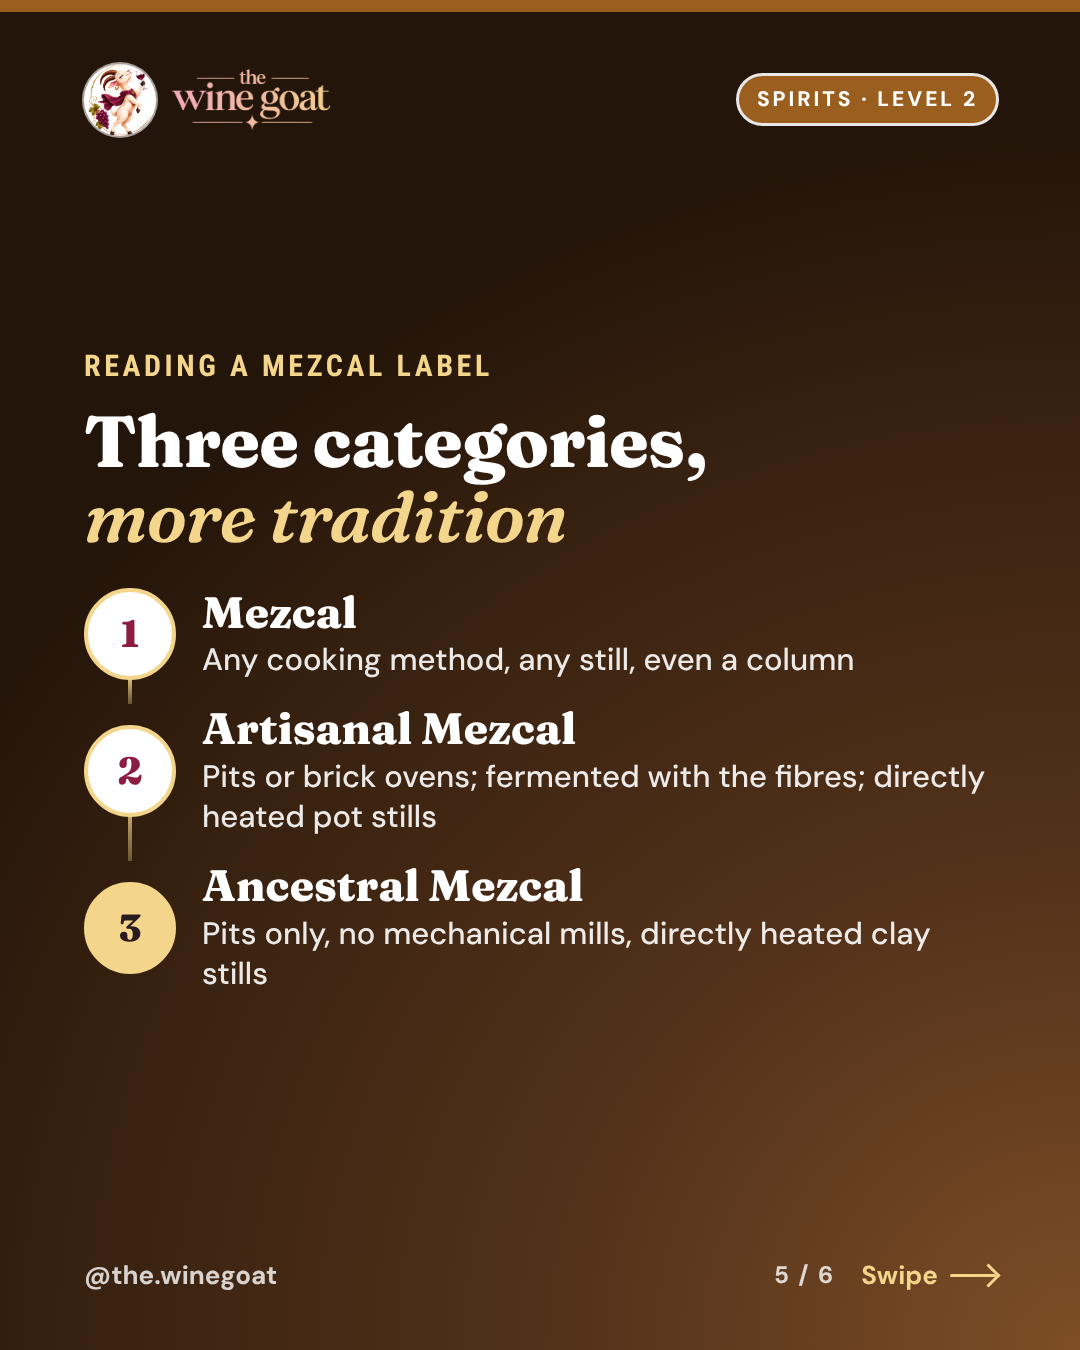 the
wine goat
SPIRITS · LEVEL 2
READING A MEZCAL LABEL
Three categories,
more tradition
1
Mezcal
Any cooking method, any still, even a column
2
Artisanal Mezcal
Pits or brick ovens; fermented with the fibres; directly
heated pot stills
3
Ancestral Mezcal
Pits only, no mechanical mills, directly heated clay
stills
@the.winegoat
5 / 6
Swipe